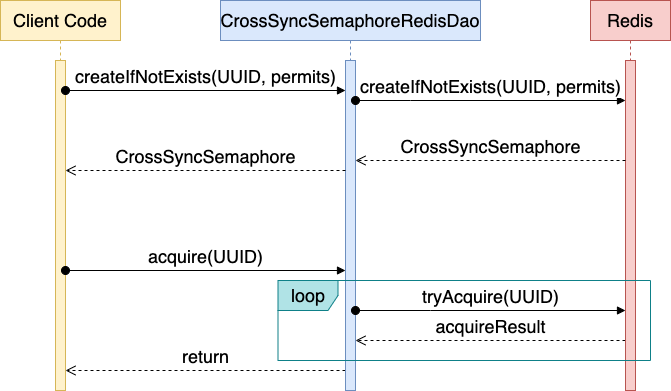 Client Code
CrossSyncSemaphoreRedisDao
Redis
createIfNotExists(UUID, permits)
createIfNotExists(UUID, permits)
CrossSyncSemaphore
CrossSyncSemaphore
acquire(UUID)
loop
tryAcquire(UUID)
acquireResult
return